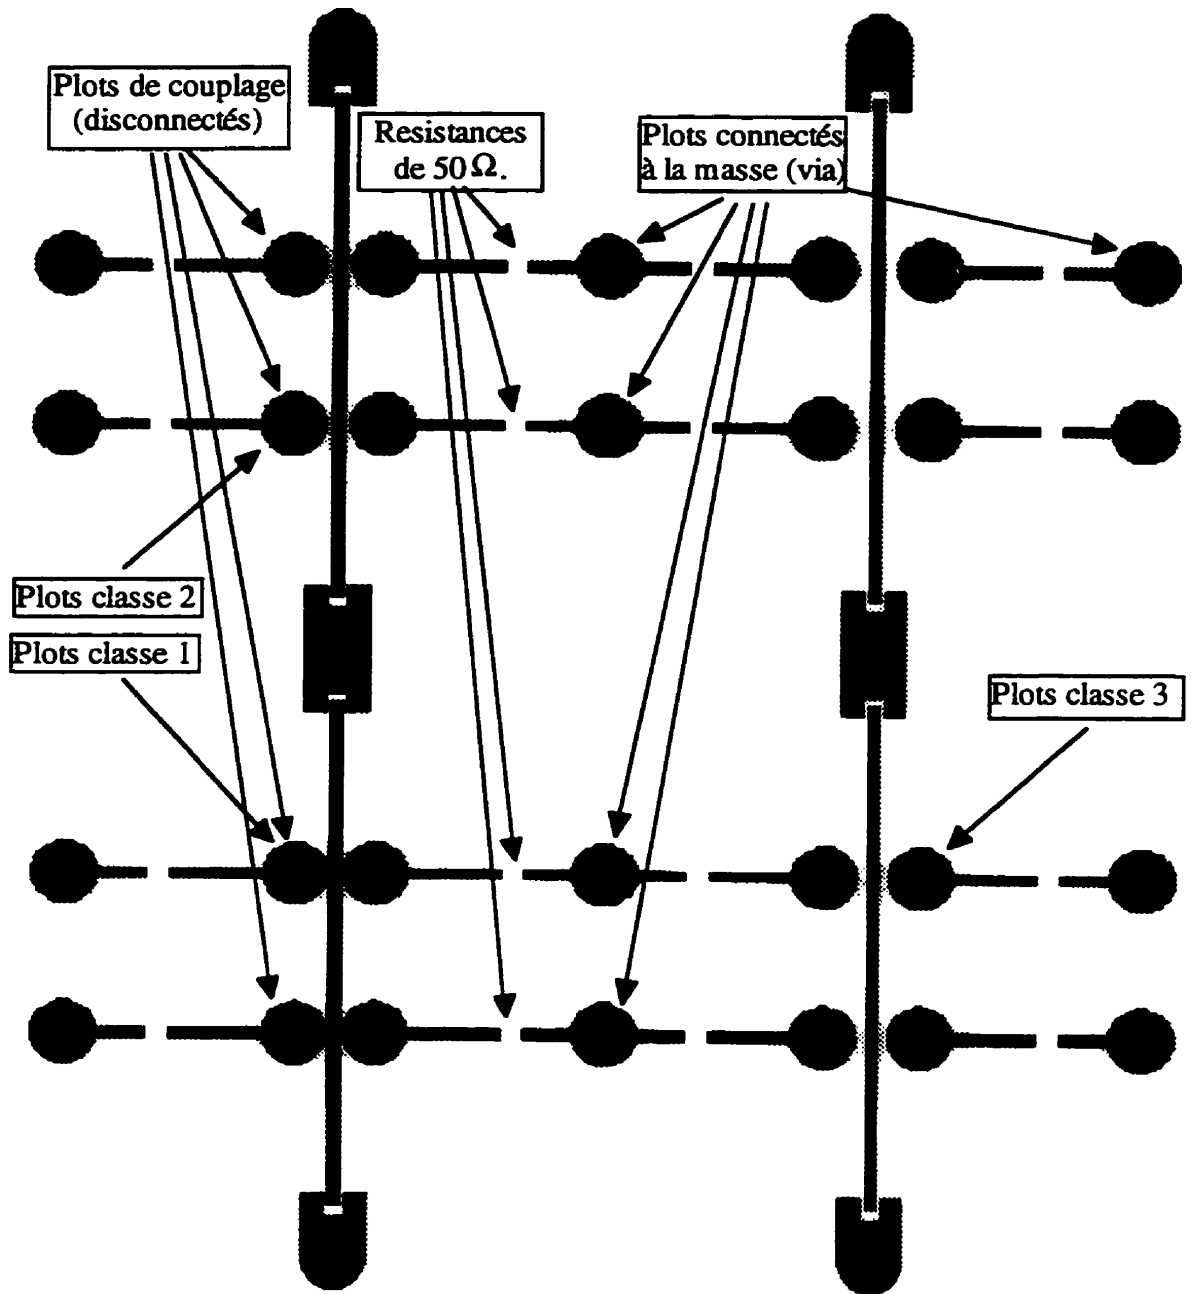 Plots de couplage
(disconnectés)
Resistances
de 50Ω.
Plots connectés
à la masse (via)
Plots classe 2
Plots classe 1
Plots classe 3